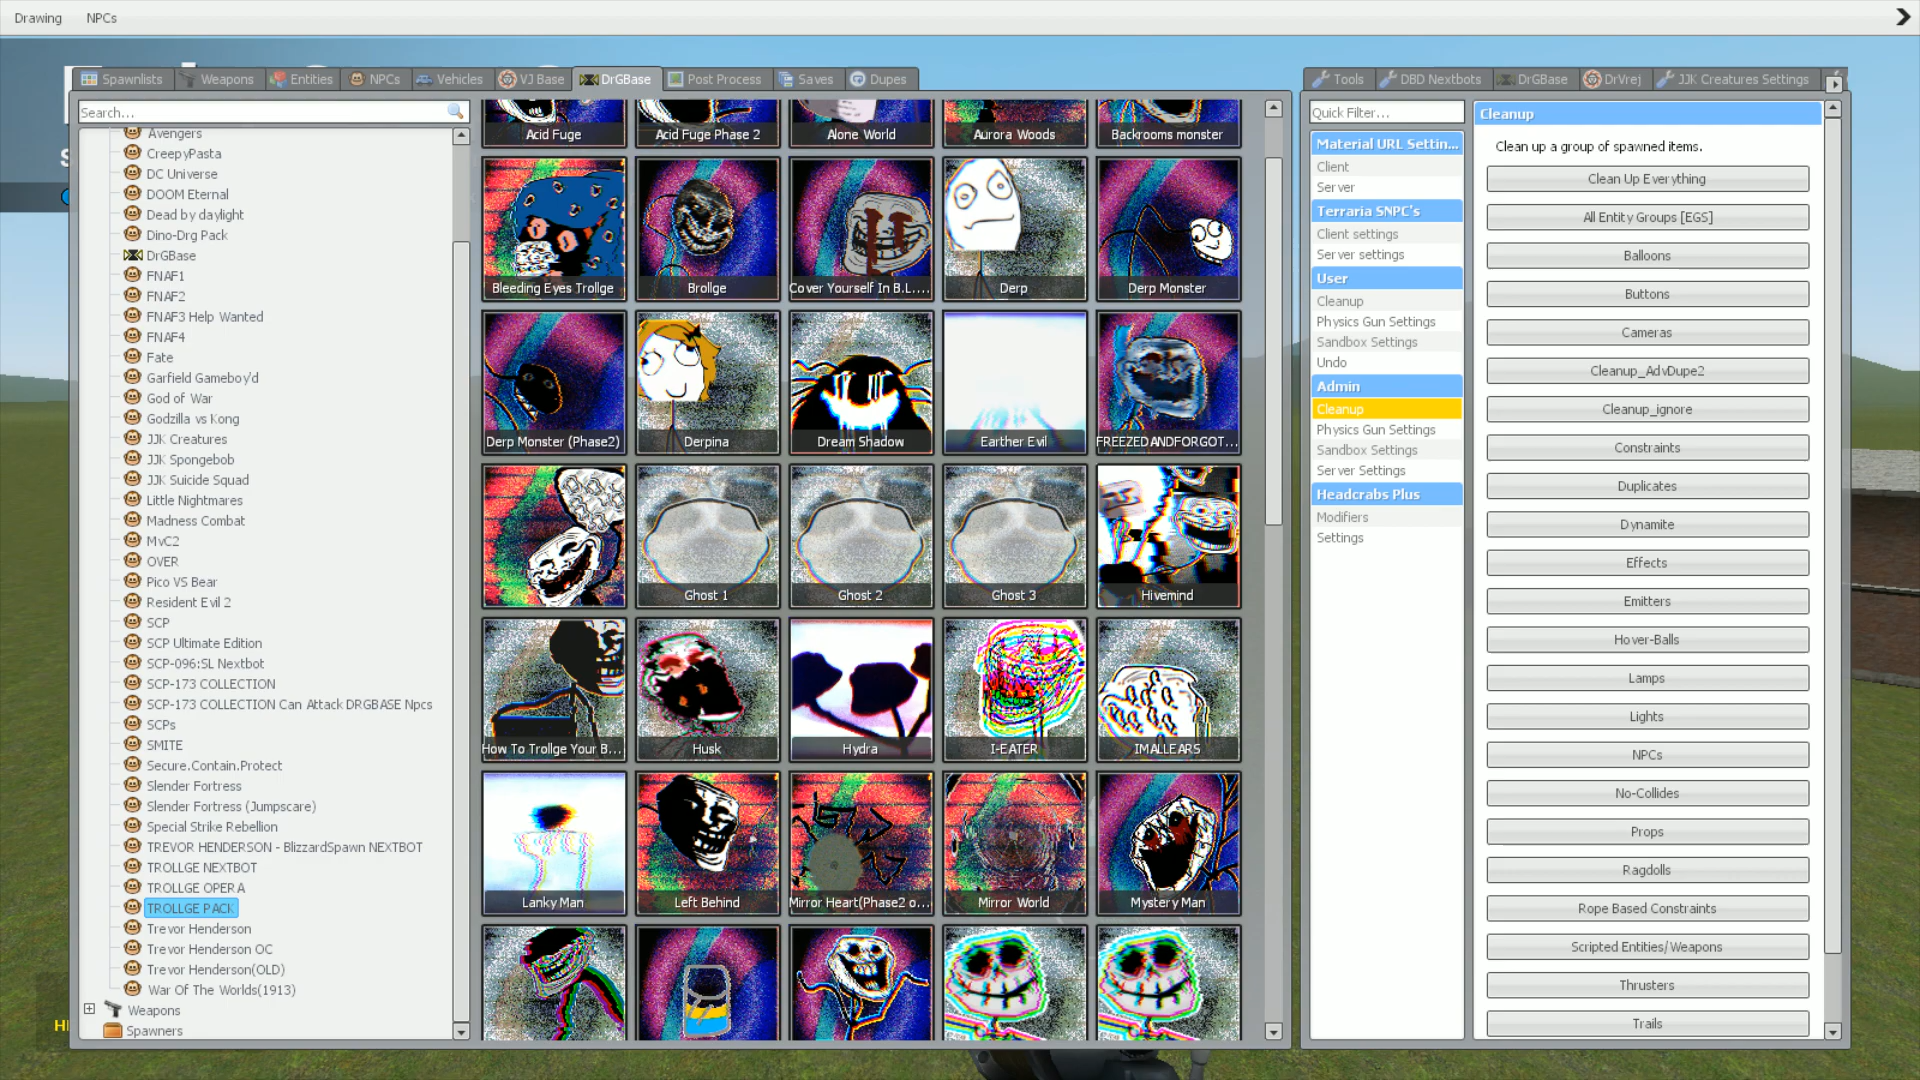 Drawing NPCs
Spawnlists Weapons Entities NPCs Vehicles VJ Base DrGBase Post Process Saves Dupes
Search...
Avengers
CreepyPasta
DC Universe
DOOM Eternal
Dead by daylight
Dino-Drg Pack
DrGBase
FNAF1
FNAF2
FNAF3 Help Wanted
FNAF4
Fate
Garfield Gameboy'd
God of War
Godzilla vs Kong
JJK Creatures
JJK Spongebob
JJK Suicide Squad
Little Nightmares
Madness Combat
MvC2
OVER
Pico VS Bear
Resident Evil 2
SCP
SCP Ultimate Edition
SCP-096:SL Nextbot
SCP-173 COLLECTION
SCP-173 COLLECTION Can Attack DRGBASE Npcs
SCPs
SMITE
Secure.Contain.Protect
Slender Fortress
Slender Fortress (Jumpscare)
Special Strike Rebellion
TREVOR HENDERSON - BlizzardSpawn NEXTBOT
TROLLGE NEXTBOT
TROLLGE OPERA
TROLLGE PACK
Trevor Henderson
Trevor Henderson OC
Trevor Henderson(OLD)
War Of The Worlds(1913)
Weapons
Spawners
Acid Fuge Acid Fuge Phase 2 Alone World Aurora Woods Backrooms monster
Bleeding Eyes Trollge Brollge Cover Yourself In B.L.... Derp Derp Monster
Derp Monster (Phase2) Derpina Dream Shadow Earther Evil FREEZEDANDFORGOT...
Ghost 1 Ghost 2 Ghost 3 Hivemind
How To Trollge Your B... Husk Hydra I-EATER IMALLEARS
Lanky Man Left Behind Mirror Heart(Phase2 o... Mirror World Mystery Man
Tools DBD Nextbots DrGBase DrVrej JJK Creatures Settings
Quick Filter...
Material URL Settin...
Client
Server
Terraria SNPC's
Client settings
Server settings
User
Cleanup
Physics Gun Settings
Sandbox Settings
Undo
Admin
Cleanup
Physics Gun Settings
Sandbox Settings
Server Settings
Headcrabs Plus
Modifiers
Settings
Cleanup
Clean up a group of spawned items.
Clean Up Everything
All Entity Groups [EGS]
Balloons
Buttons
Cameras
Cleanup_AdvDupe2
Cleanup_ignore
Constraints
Duplicates
Dynamite
Effects
Emitters
Hover-Balls
Lamps
Lights
NPCs
No-Collides
Props
Ragdolls
Rope Based Constraints
Scripted Entities/Weapons
Thrusters
Trails